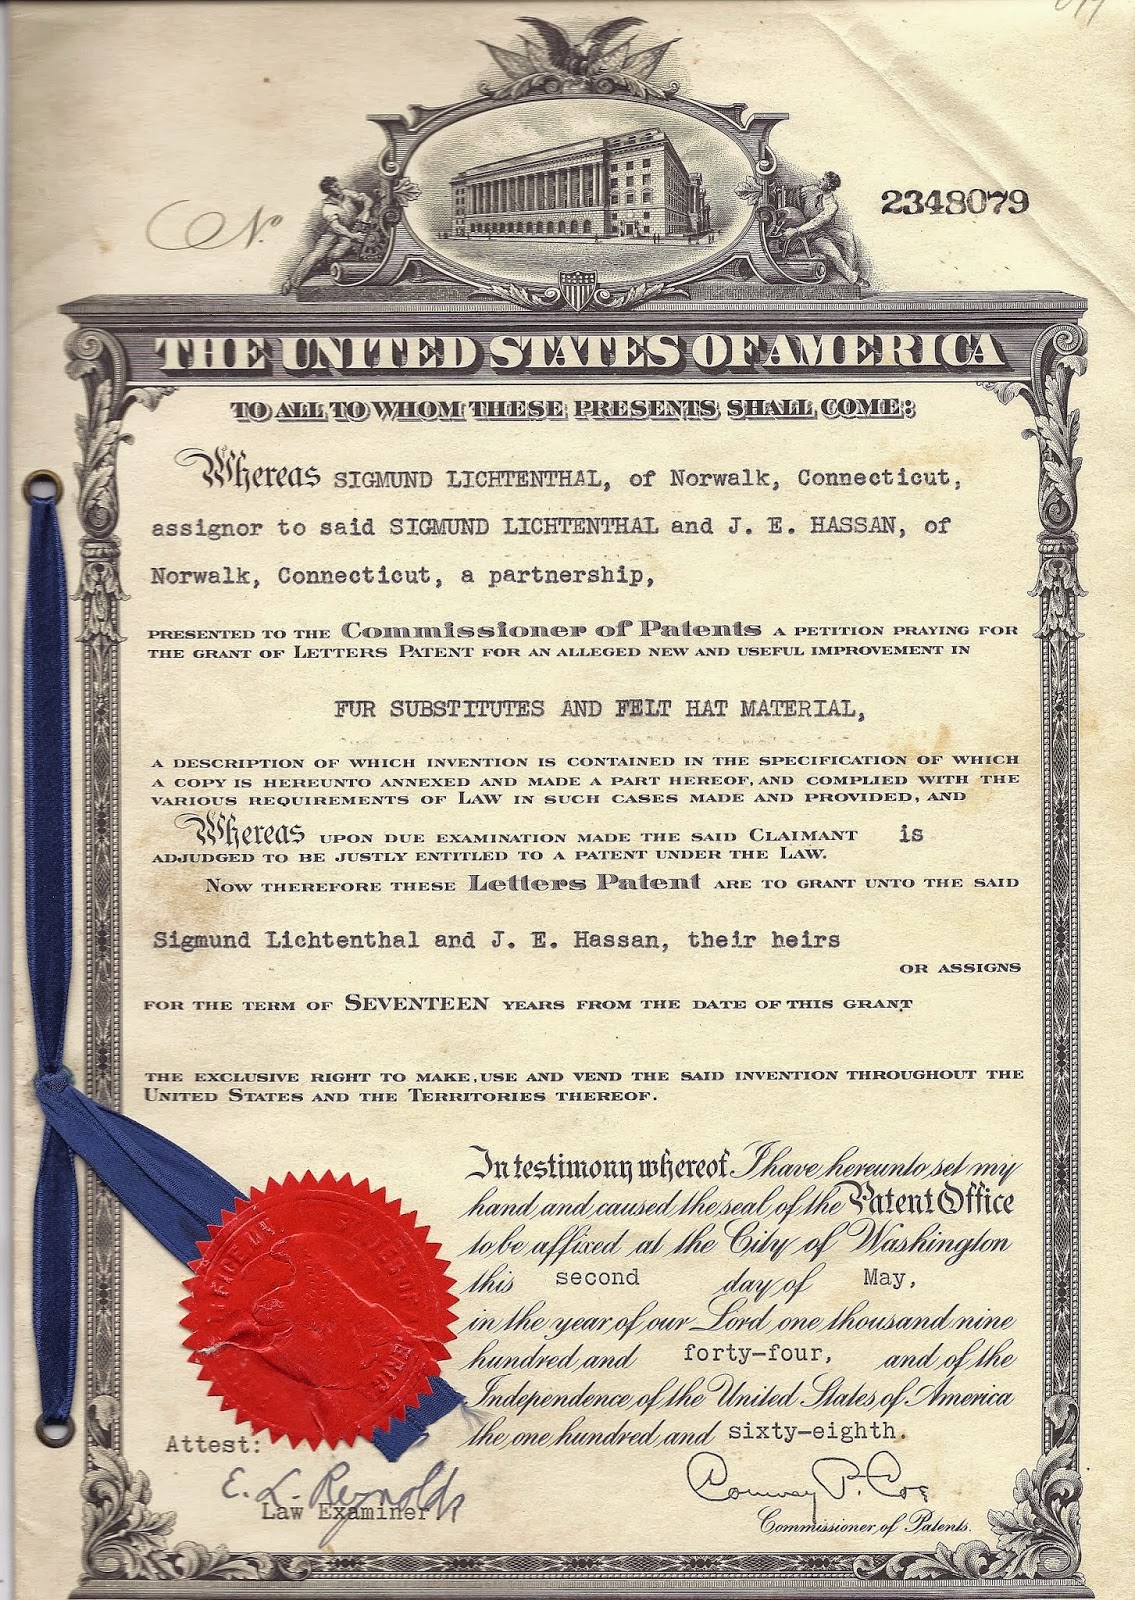 No.
2348079
THE UNITED STATES OF AMERICA
TO ALL TO WHOM THESE PRESENTS SHALL COME:
Whereas SIGMUND LICHTENTHAL, of Norwalk, Connecticut,
assignor to said SIGMUND LICHTENTHAL and J. E. HASSAN, of
Norwalk, Connecticut, a partnership,
PRESENTED TO THE Commissioner of Patents A PETITION PRAYING FOR
THE GRANT OF LETTERS PATENT FOR AN ALLEGED NEW AND USEFUL IMPROVEMENT IN
FUR SUBSTITUTES AND FELT HAT MATERIAL,
A DESCRIPTION OF WHICH INVENTION IS CONTAINED IN THE SPECIFICATION OF WHICH
A COPY IS HEREUNTO ANNEXED AND MADE A PART HEREOF, AND COMPLIED WITH THE
VARIOUS REQUIREMENTS OF LAW IN SUCH CASES MADE AND PROVIDED, AND
Whereas UPON DUE EXAMINATION MADE THE SAID CLAIMANT is
ADJUDGED TO BE JUSTLY ENTITLED TO A PATENT UNDER THE LAW.
NOW THEREFORE THESE Letters Patent ARE TO GRANT UNTO THE SAID
Sigmund Lichtenthal and J. E. Hassan, their heirs
OR ASSIGNS
FOR THE TERM OF SEVENTEEN YEARS FROM THE DATE OF THIS GRANT
THE EXCLUSIVE RIGHT TO MAKE, USE AND VEND THE SAID INVENTION THROUGHOUT THE
UNITED STATES AND THE TERRITORIES THEREOF.
In testimony whereof I have hereunto set my
hand and caused the seal of the Patent Office
to be affixed at the City of Washington
this second day of May,
in the year of our Lord one thousand nine
hundred and forty-four, and of the
Independence of the United States of America
the one hundred and sixty-eighth.
Attest:
E. L. Reynolds
Law Examiner
Conway P. Coe
Commissioner of Patents.